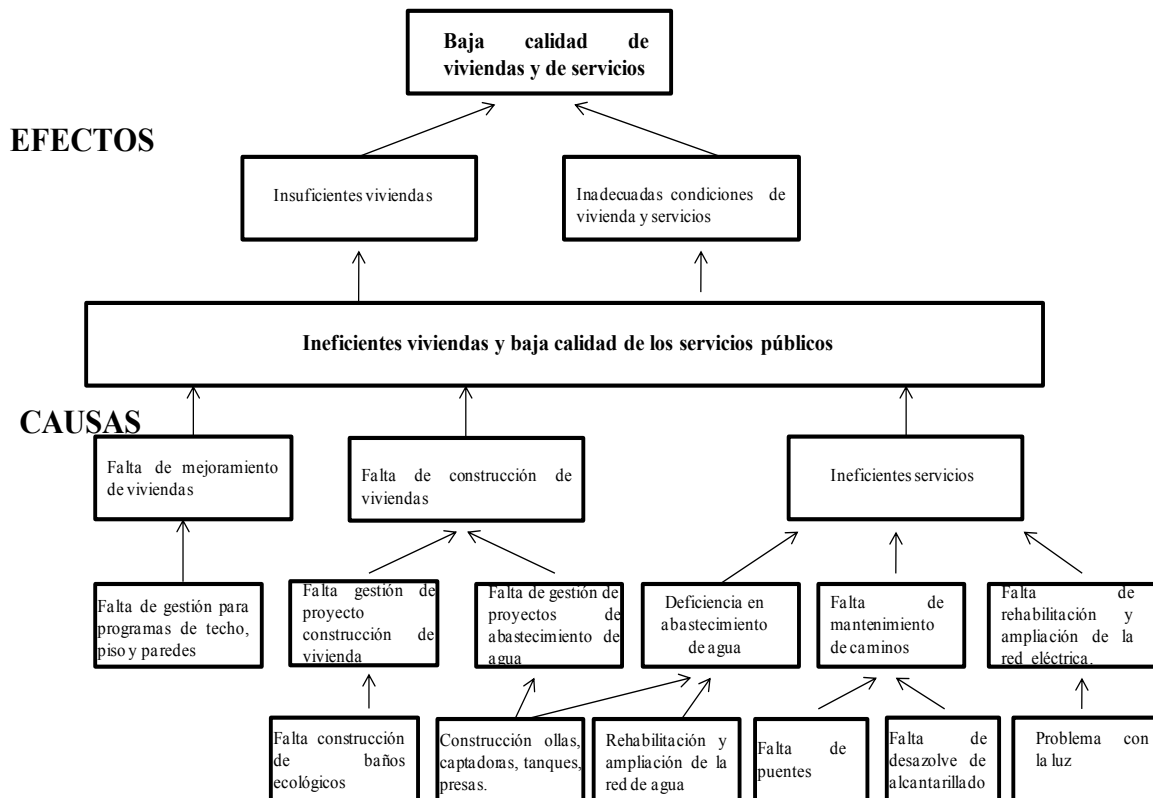 Baja calidad de
viviendas y de servicios
EFECTOS
Insuficientes viviendas
Inadecuadas condiciones de
vivienda y servicios
Ineficientes viviendas y baja calidad de los servicios públicos
CAUSAS
Falta de mejoramiento
de viviendas
Falta de construcción de
viviendas
Ineficientes servicios
Falta de gestión para
programas de techo,
piso y paredes
Falta gestión de
proyecto
construcción de
vivienda
Falta de gestión de
proyectos de
abastecimiento de
agua
Deficiencia en
abastecimiento
de agua
Falta de
mantenimiento
de caminos
Falta de
rehabilitación y
ampliación de la
red eléctrica.
Falta construcción
de baños
ecológicos
Construcción ollas,
captadoras, tanques,
presas.
Rehabilitación y
ampliación de la
red de agua
Falta de
puentes
Falta de
desazolve de
alcantarillado
Problema con
la luz